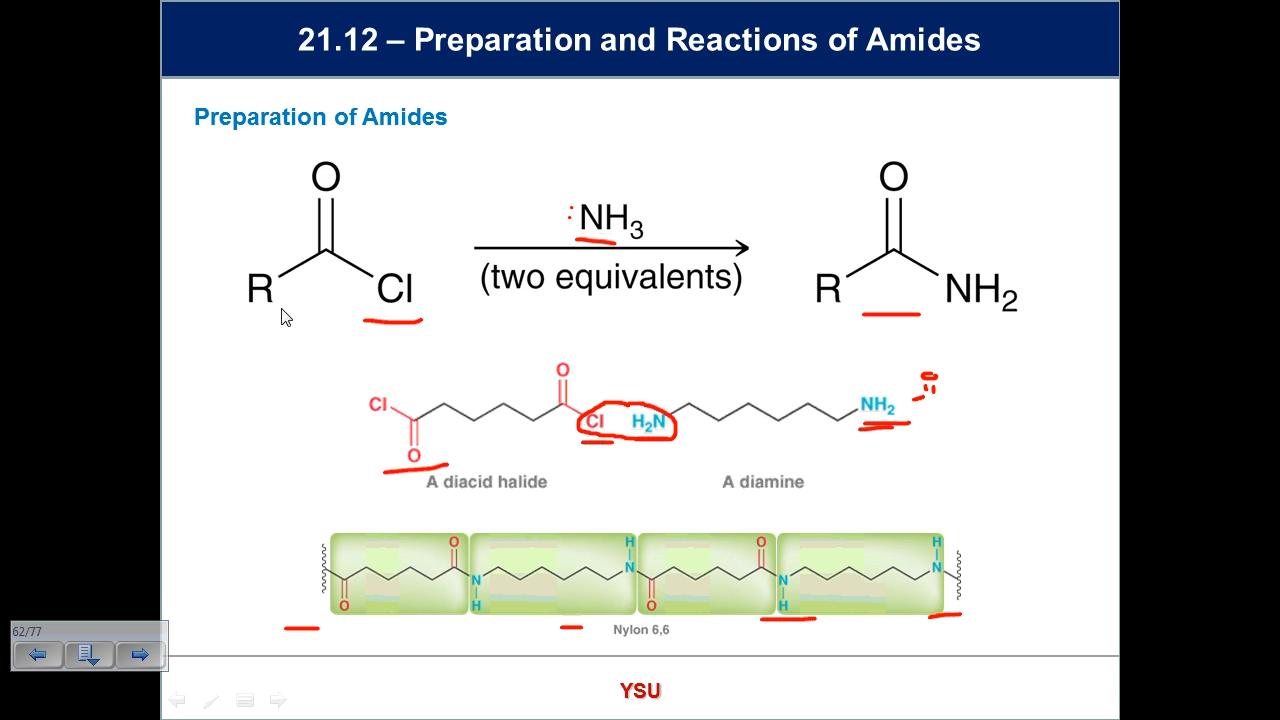 21.12 – Preparation and Reactions of Amides
Preparation of Amides
O
R
Cl
:NH₃
(two equivalents)
O
R
NH₂
Cl
O
O
Cl
H₂N
NH₂
A diacid halide
A diamine
O
O
N
H
H
N
O
O
N
H
H
N
Nylon 6,6
62/77
YSU